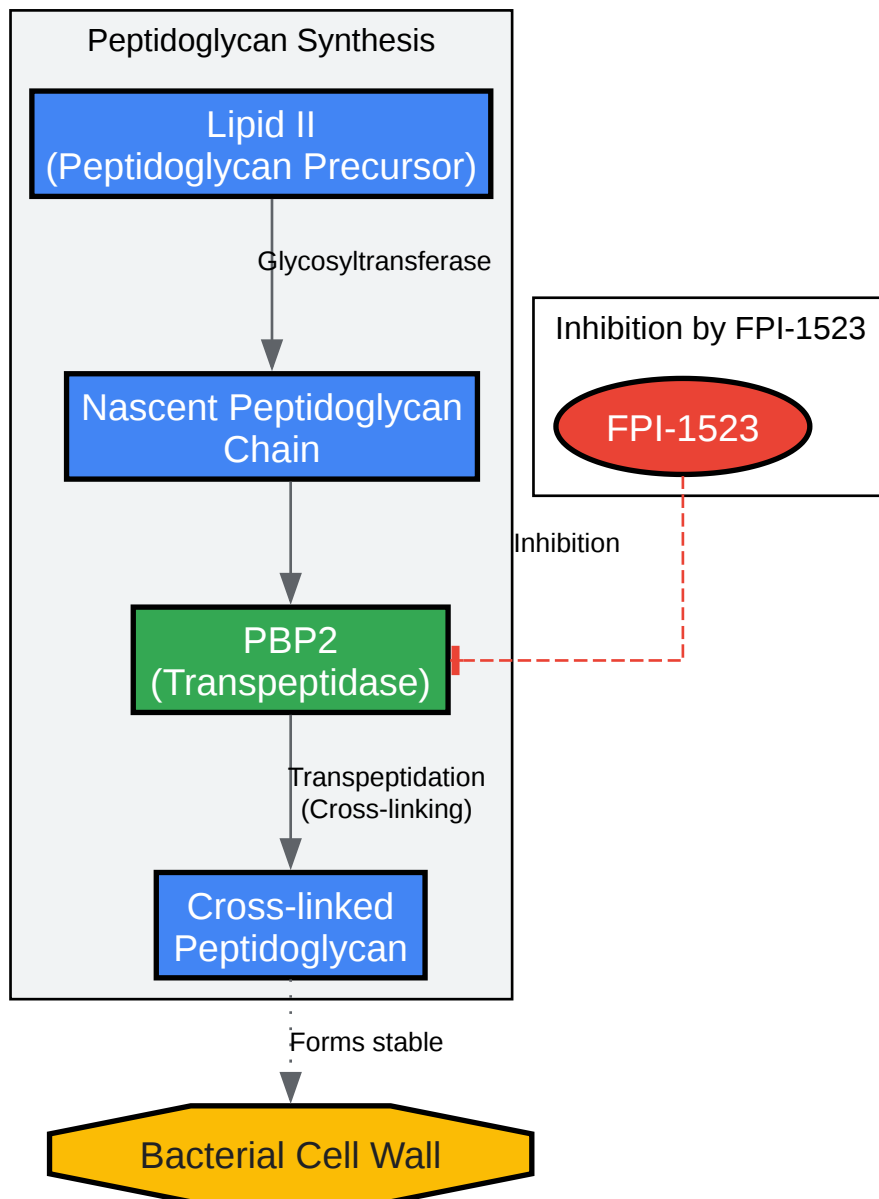 Peptidoglycan Synthesis
Lipid II
(Peptidoglycan Precursor)
Glycosyltransferase
Inhibition by FPI-1523
FPI-1523
Nascent Peptidoglycan
Chain
Inhibition
PBP2
(Transpeptidase)
Transpeptidation
(Cross-linking)
Cross-linked
Peptidoglycan
Forms stable
Bacterial Cell Wall